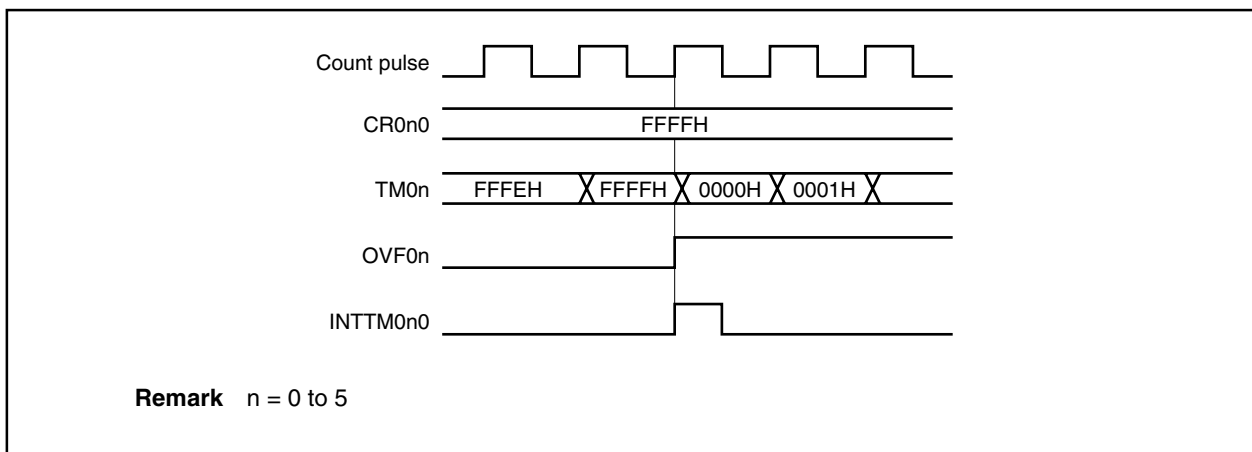 Count pulse
CR0n0
FFFFH
TM0n
FFFEH
FFFFH
0000H
0001H
OVF0n
INTTM0n0
Remark n = 0 to 5